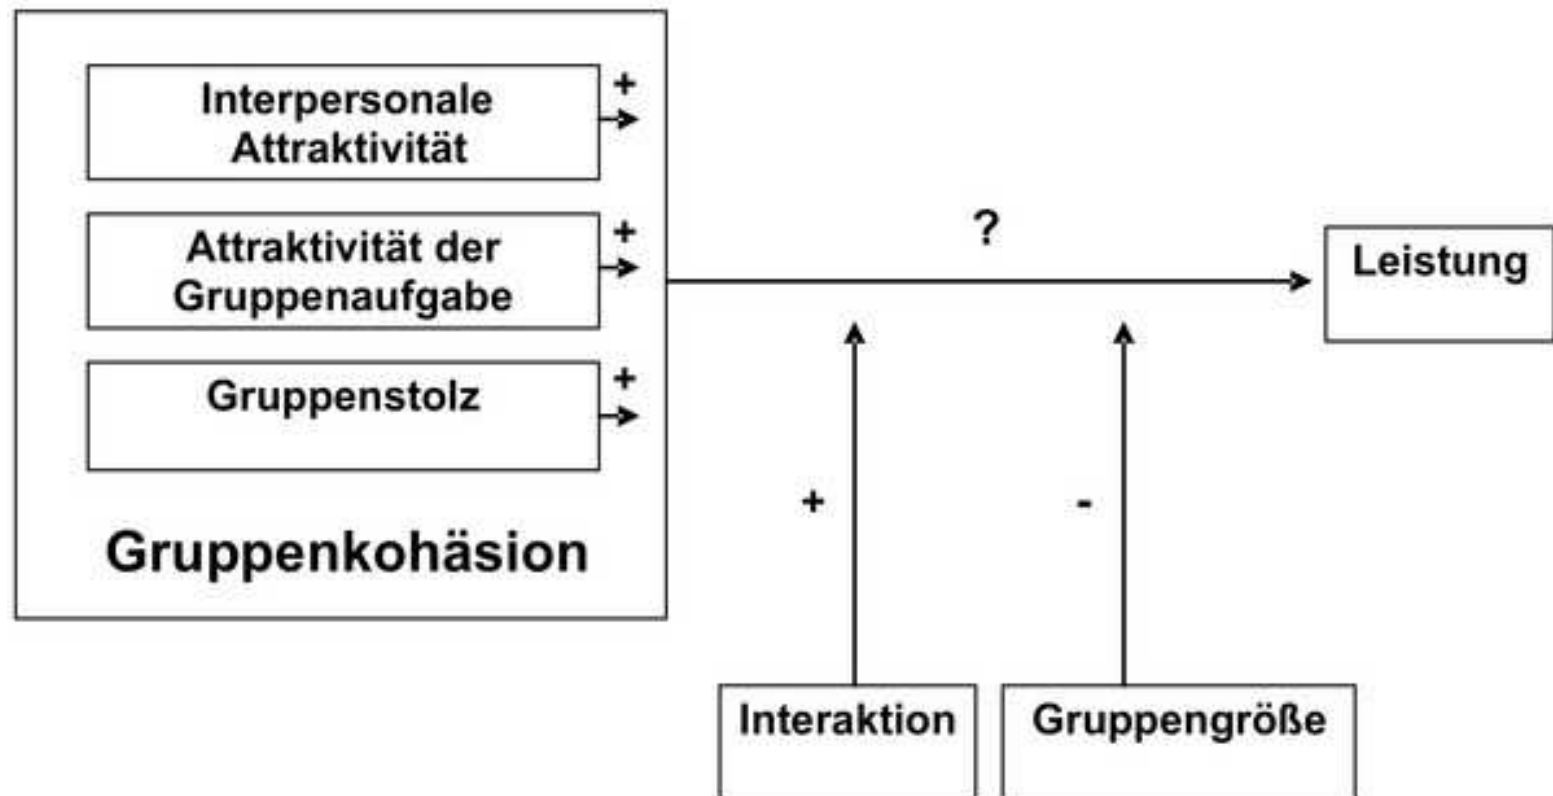 Interpersonale
Attraktivität
+
Attraktivität der
Gruppenaufgabe
+
Gruppenstolz
+
Gruppenkohäsion
?
Leistung
+
-
Interaktion
Gruppengröße